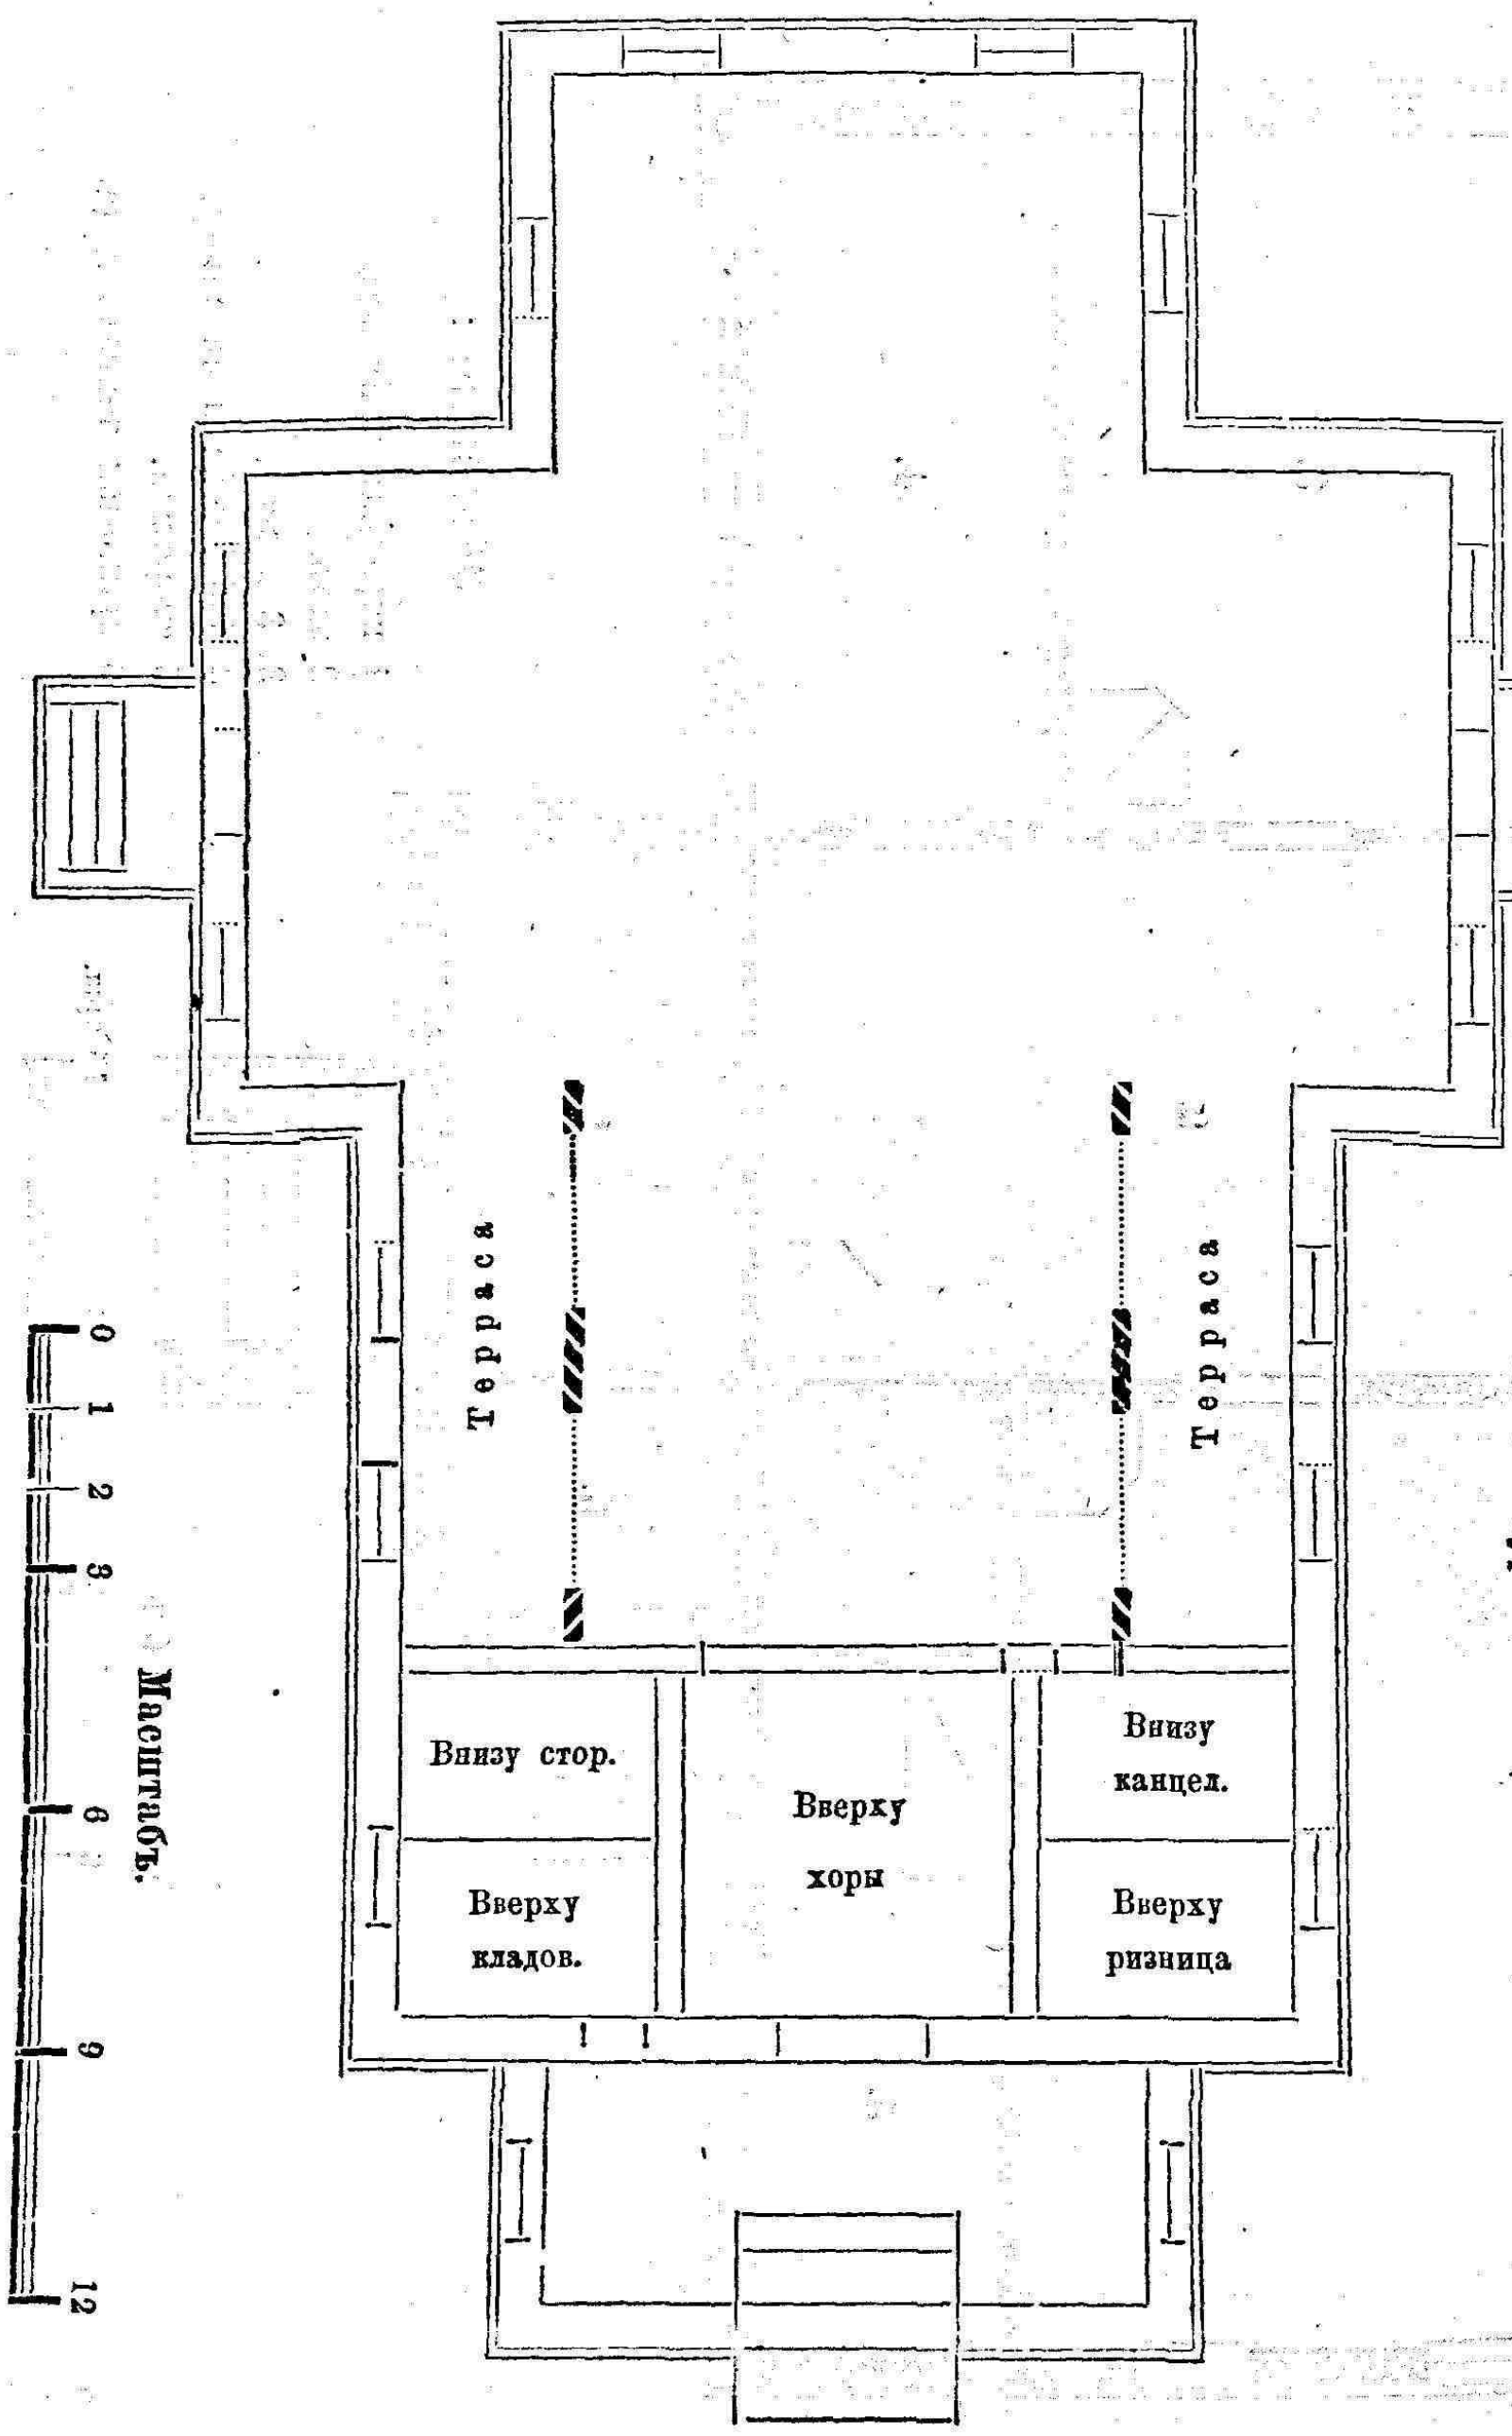 Терраса
Терраса
0
1
2
3
6
9
12
Масштабъ.
Внизу стор.
Вверху
кладов.
Вверху
хоры
Внизу
канцел.
Вверху
ризница